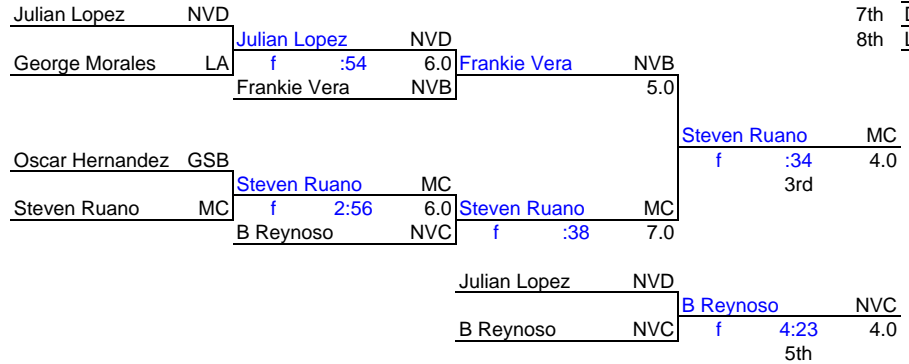 Julian Lopez NVD 7th
Julian Lopez NVD 8th
George Morales LA f :54 6.0 Frankie Vera NVB
Frankie Vera NVB 5.0
Steven Ruano MC
Oscar Hernandez GSB f :34 4.0
Steven Ruano MC 3rd
Steven Ruano MC f 2:56 6.0 Steven Ruano MC
B Reynoso NVC f :38 7.0
Julian Lopez NVD
B Reynoso NVC
B Reynoso NVC f 4:23 4.0
5th